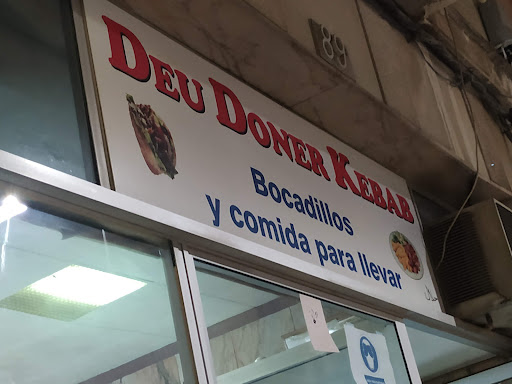 89
DEU DONER KEBAB
Bocadillos
y comida para llevar